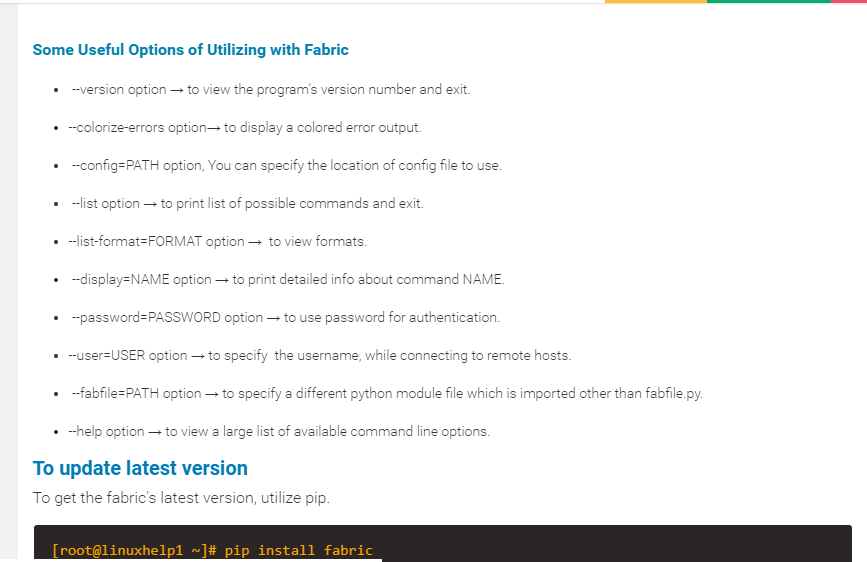 Some Useful Options of Utilizing with Fabric
• --version option → to view the program's version number and exit.
• --colorize-errors option→ to display a colored error output.
• --config=PATH option, You can specify the location of config file to use.
• --list option → to print list of possible commands and exit.
• --list-format=FORMAT option → to view formats.
• --display=NAME option → to print detailed info about command NAME.
• --password=PASSWORD option → to use password for authentication.
• --user=USER option → to specify the username, while connecting to remote hosts.
• --fabfile=PATH option → to specify a different python module file which is imported other than fabfile.py.
• --help option → to view a large list of available command line options.
To update latest version
To get the fabric's latest version, utilize pip.
[root@linuxhelp1 ~]# pip install fabric